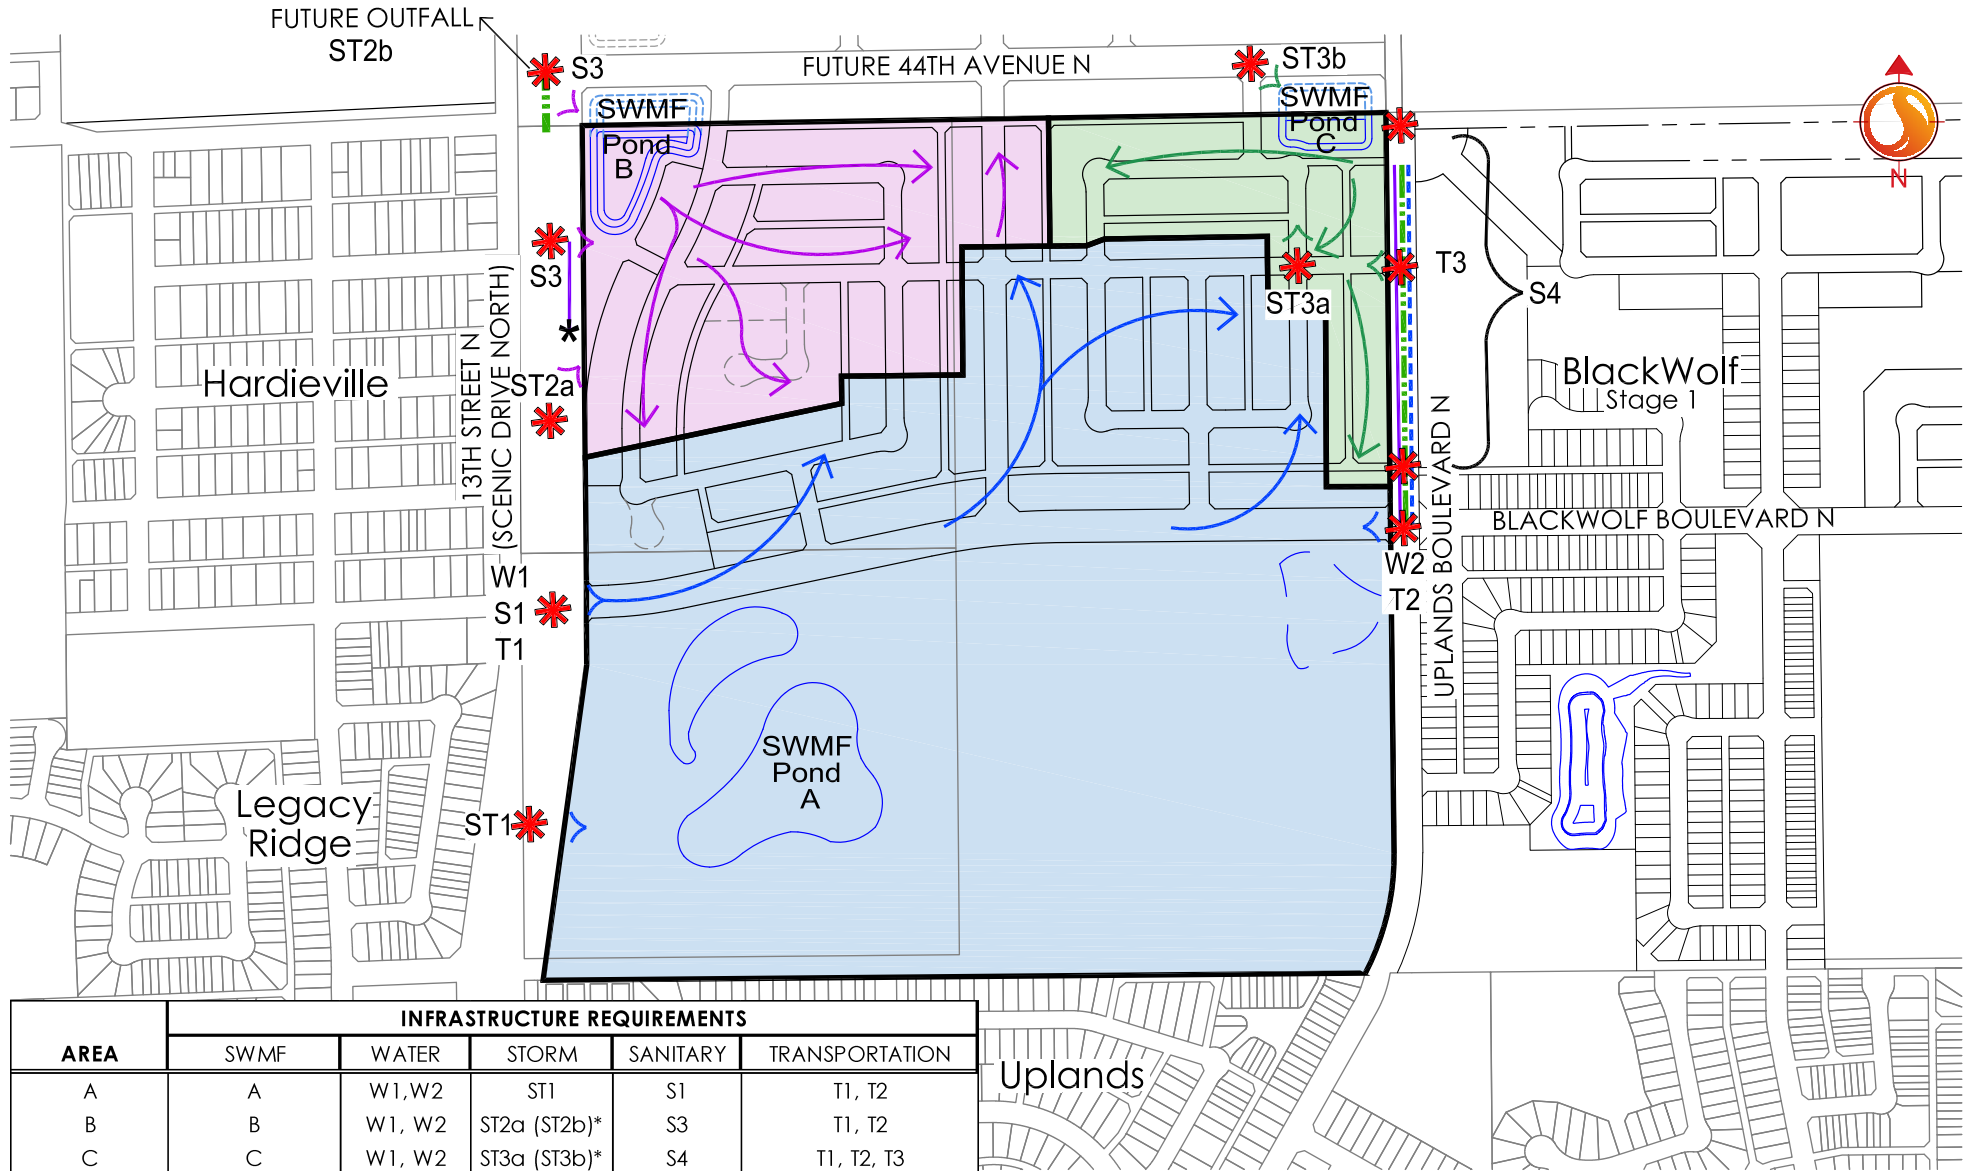 FUTURE OUTFALL
ST2b
S3
FUTURE 44TH AVENUE N
ST3b
SWMF
Pond
B
SWMF
Pond
C
N
S3
13TH STREET N
(SCENIC DRIVE NORTH)
*
ST2a
Hardieville
ST3a
T3
S4
BlackWolf
Stage 1
UPLANDS BOULEVARD N
BLACKWOLF BOULEVARD N
W1
S1
T1
W2
T2
SWMF
Pond
A
Legacy
Ridge
ST1
Uplands
INFRASTRUCTURE REQUIREMENTS
AREA SWMF WATER STORM SANITARY TRANSPORTATION
A A W1,W2 ST1 S1 T1, T2
B B W1, W2 ST2a (ST2b)* S3 T1, T2
C C W1, W2 ST3a (ST3b)* S4 T1, T2, T3